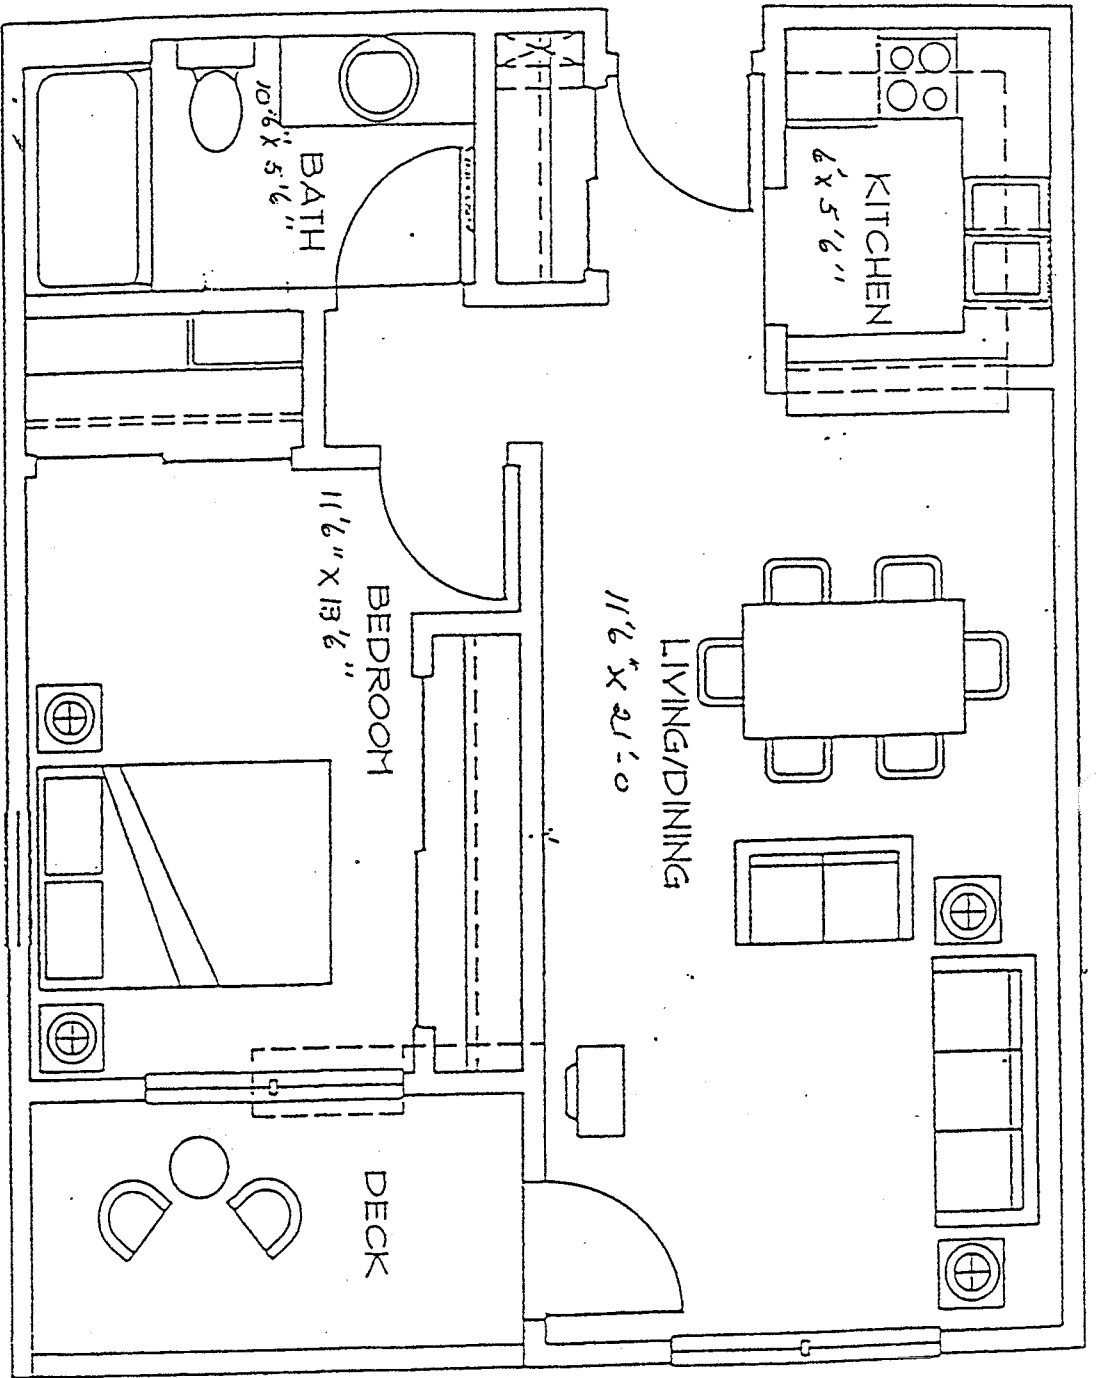 KITCHEN
6' X 5'6"
BATH
10'6" X 5'6"
LIVING/DINING
11'6" X 21'-0
BEDROOM
11'6" X 13'6"
DECK